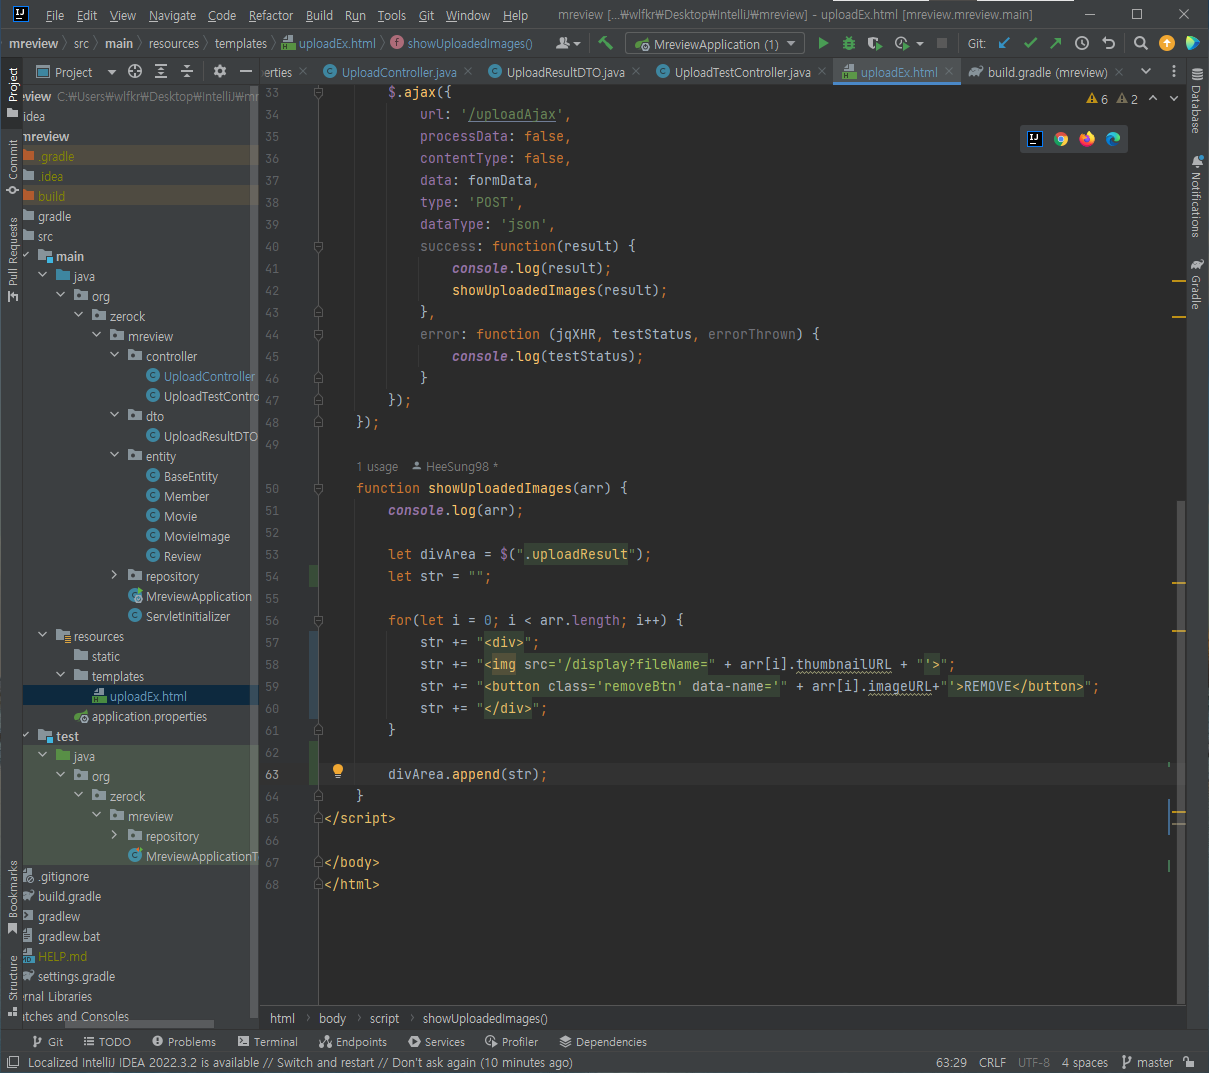 File Edit View Navigate Code Refactor Build Run Tools Git Window Help mreview [...₩wlfkr₩Desktop₩IntelliJ₩mreview] - uploadEx.html [mreview.mreview.main]
mreview src main resources templates uploadEx.html showUploadedImages() MreviewApplication (1) Git:
Project erties UploadController.java UploadResultDTO.java UploadTestController.java uploadEx.html build.gradle (mreview)
Project
Commit
Pull Requests
Bookmarks
Structure
eview C:₩Users₩wlfkr₩Desktop₩IntelliJ₩m
idea
mreview
.gradle
.idea
build
gradle
src
main
java
org
zerock
mreview
controller
UploadController
UploadTestContro
dto
UploadResultDTO
entity
BaseEntity
Member
Movie
MovieImage
Review
repository
MreviewApplication
ServletInitializer
resources
static
templates
uploadEx.html
application.properties
test
java
org
zerock
mreview
repository
MreviewApplicationT
.gitignore
build.gradle
gradlew
gradlew.bat
HELP.md
settings.gradle
rnal Libraries
atches and Consoles
6 2
33 $.ajax({
34 url: '/uploadAjax',
35 processData: false,
36 contentType: false,
37 data: formData,
38 type: 'POST',
39 dataType: 'json',
40 success: function(result) {
41 console.log(result);
42 showUploadedImages(result);
43 },
44 error: function (jqXHR, testStatus, errorThrown) {
45 console.log(testStatus);
46 }
47 });
48 });
49
1 usage HeeSung98 *
50 function showUploadedImages(arr) {
51 console.log(arr);
52
53 let divArea = $(".uploadResult");
54 let str = "";
55
56 for(let i = 0; i < arr.length; i++) {
57 str += "<div>";
58 str += "<img src='/display?fileName=" + arr[i].thumbnailURL + "'>";
59 str += "<button class='removeBtn' data-name='" + arr[i].imageURL+"'>REMOVE</button>";
60 str += "</div>";
61 }
62
63 divArea.append(str);
64 }
65 </script>
66
67 </body>
68 </html>
Database
Notifications
Gradle
html body script showUploadedImages()
Git TODO Problems Terminal Endpoints Services Profiler Dependencies
Localized IntelliJ IDEA 2022.3.2 is available // Switch and restart // Don't ask again (10 minutes ago) 63:29 CRLF UTF-8 4 spaces master